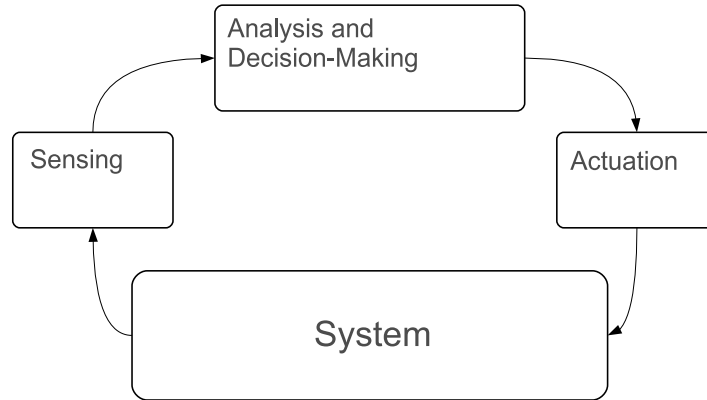 Analysis and
Decision-Making
Sensing
Actuation
System